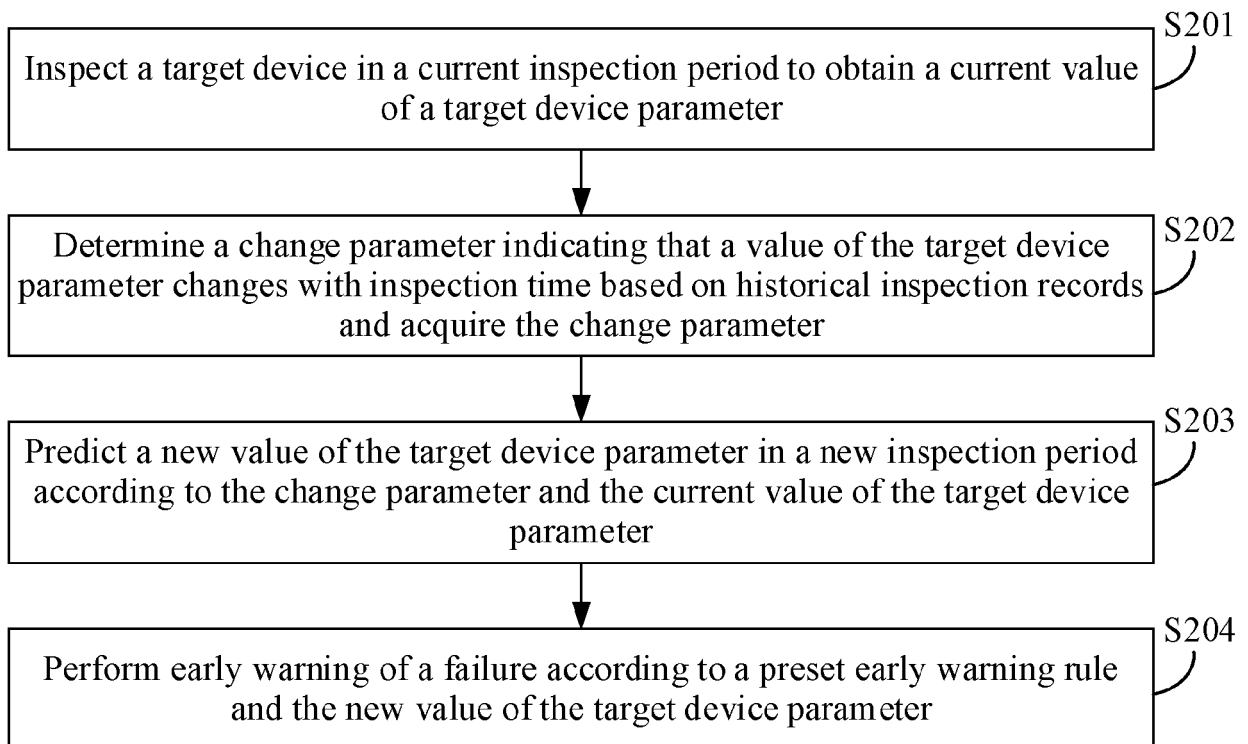 S201
Inspect a target device in a current inspection period to obtain a current value
of a target device parameter
S202
Determine a change parameter indicating that a value of the target device
parameter changes with inspection time based on historical inspection records
and acquire the change parameter
S203
Predict a new value of the target device parameter in a new inspection period
according to the change parameter and the current value of the target device
parameter
S204
Perform early warning of a failure according to a preset early warning rule
and the new value of the target device parameter